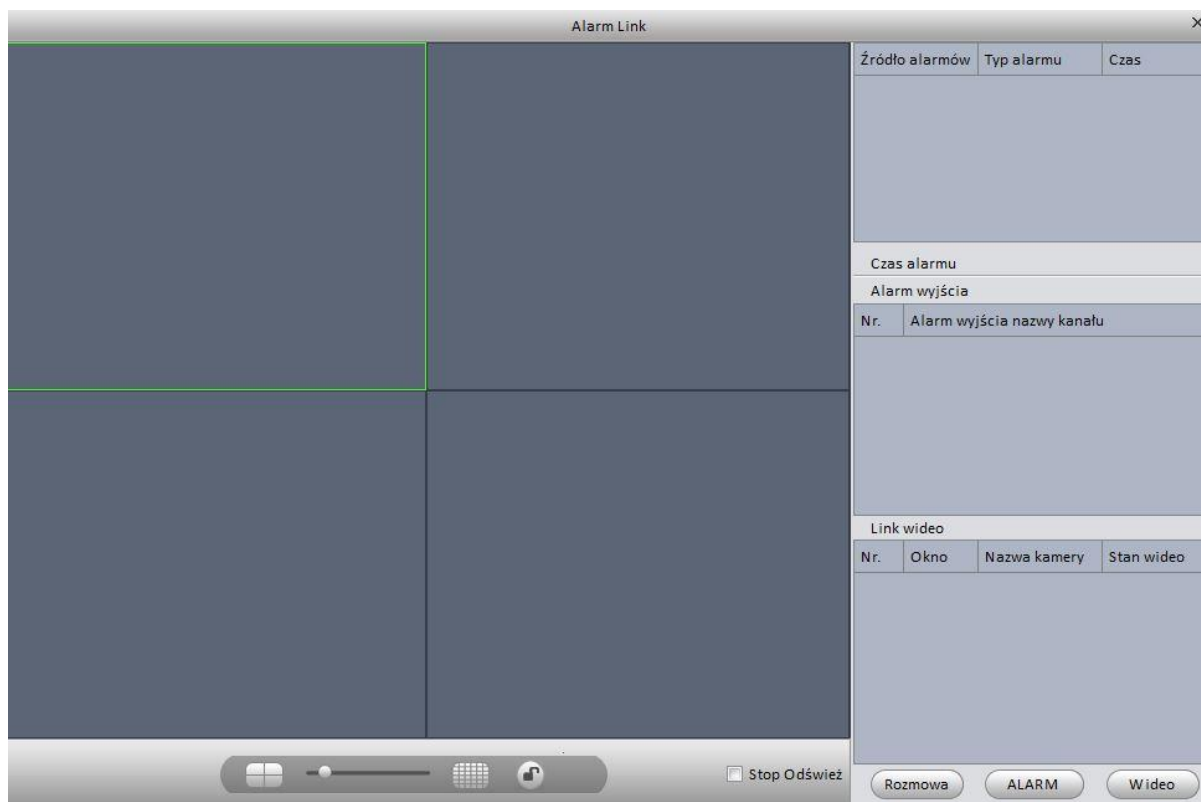 Alarm Link
Źródło alarmów Typ alarmu Czas
Czas alarmu
Alarm wyjścia
Nr. Alarm wyjścia nazwy kanału
Link wideo
Nr. Okno Nazwa kamery Stan wideo
Stop Odśwież
Rozmowa ALARM Wideo